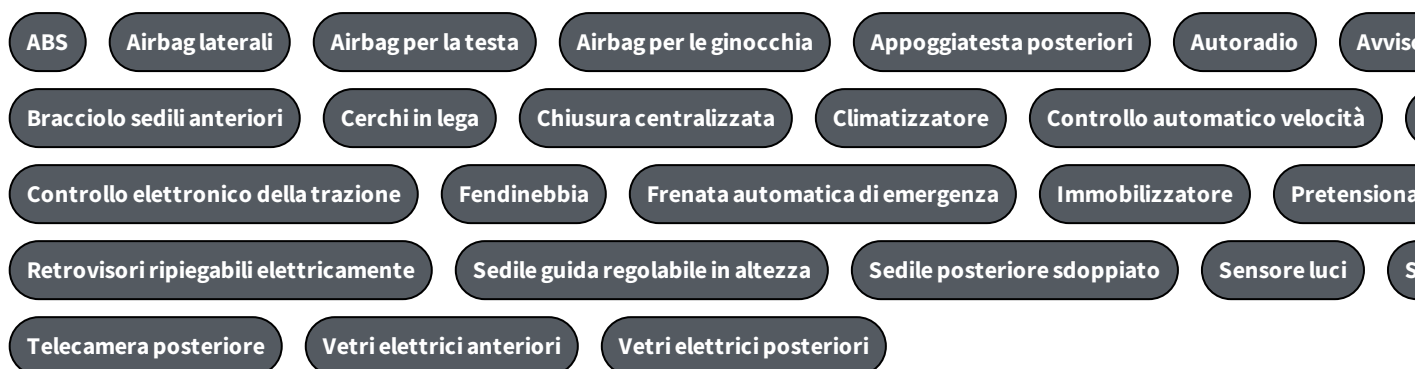 ABS Airbag laterali Airbag per la testa Airbag per le ginocchia Appoggiatesta posteriori Autoradio
Bracciolo sedili anteriori Cerchi in lega Chiusura centralizzata Climatizzatore Controllo automatico velocità
Controllo elettronico della trazione Fendinebbia Frenata automatica di emergenza Immobilizzatore
Retrovisori ripiegabili elettricamente Sedile guida regolabile in altezza Sedile posteriore sdoppiato Sensore luci
Telecamera posteriore Vetri elettrici anteriori Vetri elettrici posteriori